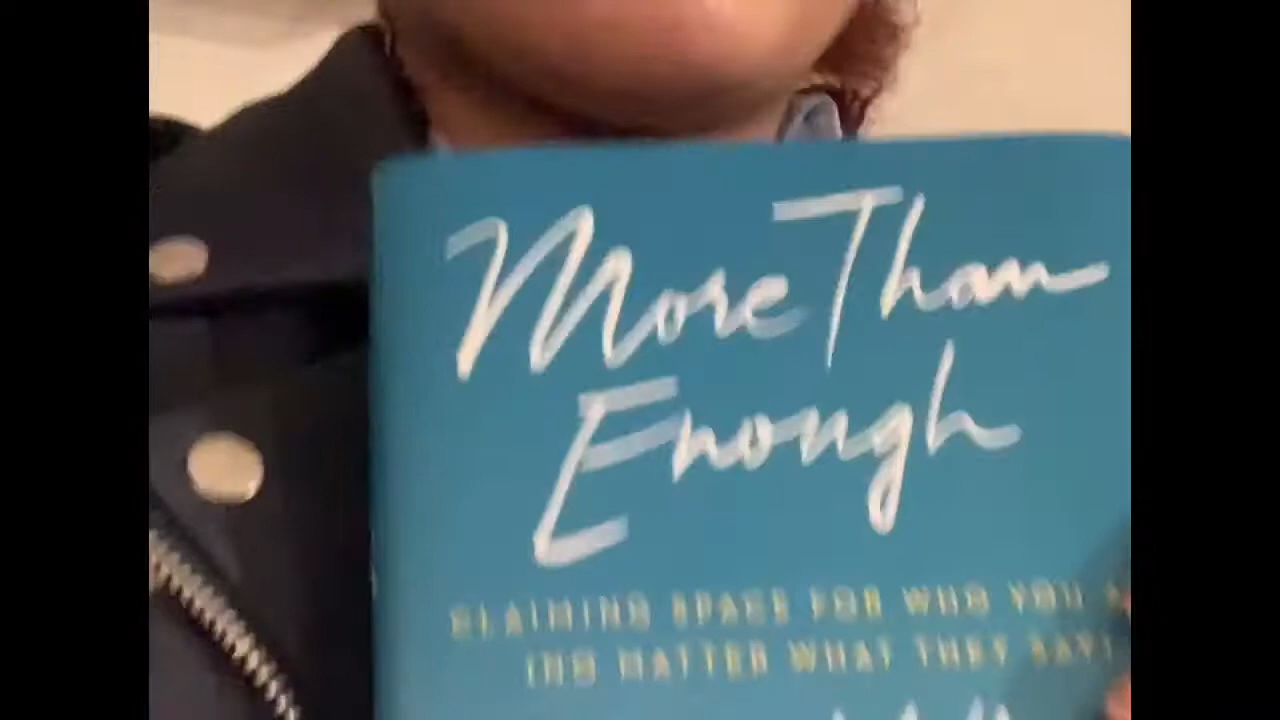 More Than
Enough
CLAIMING SPACE FOR WHO YOU
(NO MATTER WHAT THEY SAY)